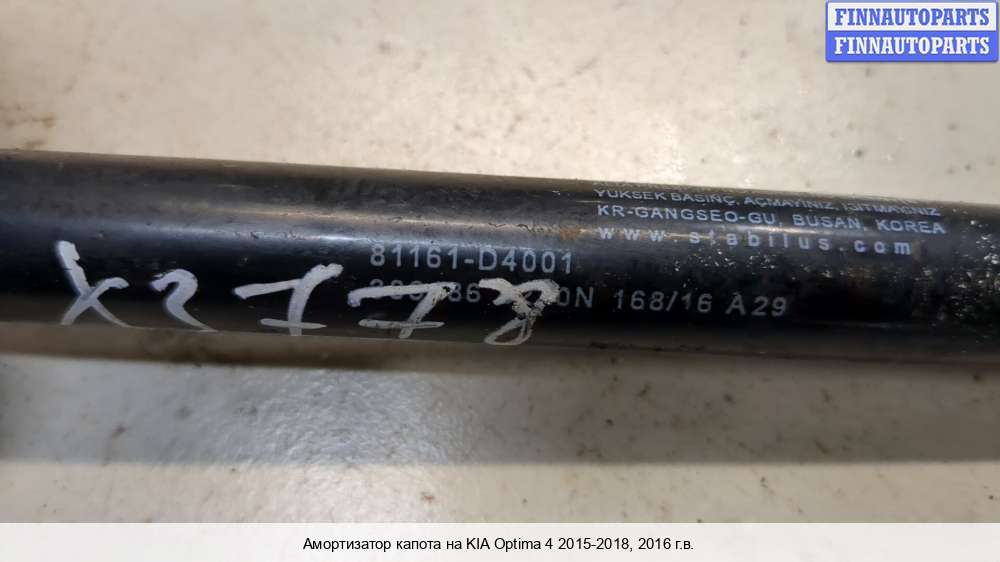 FINNAUTOPARTS
FINNAUTOPARTS
YÜKSEK BASINÇ, AÇMAYINIZ, ISITMAYINIZ
KR-GANGSEO-GU, BUSAN, KOREA
www.stabilus.com
81161-D4001
168/16 A29
Амортизатор капота на KIA Optima 4 2015-2018, 2016 г.в.